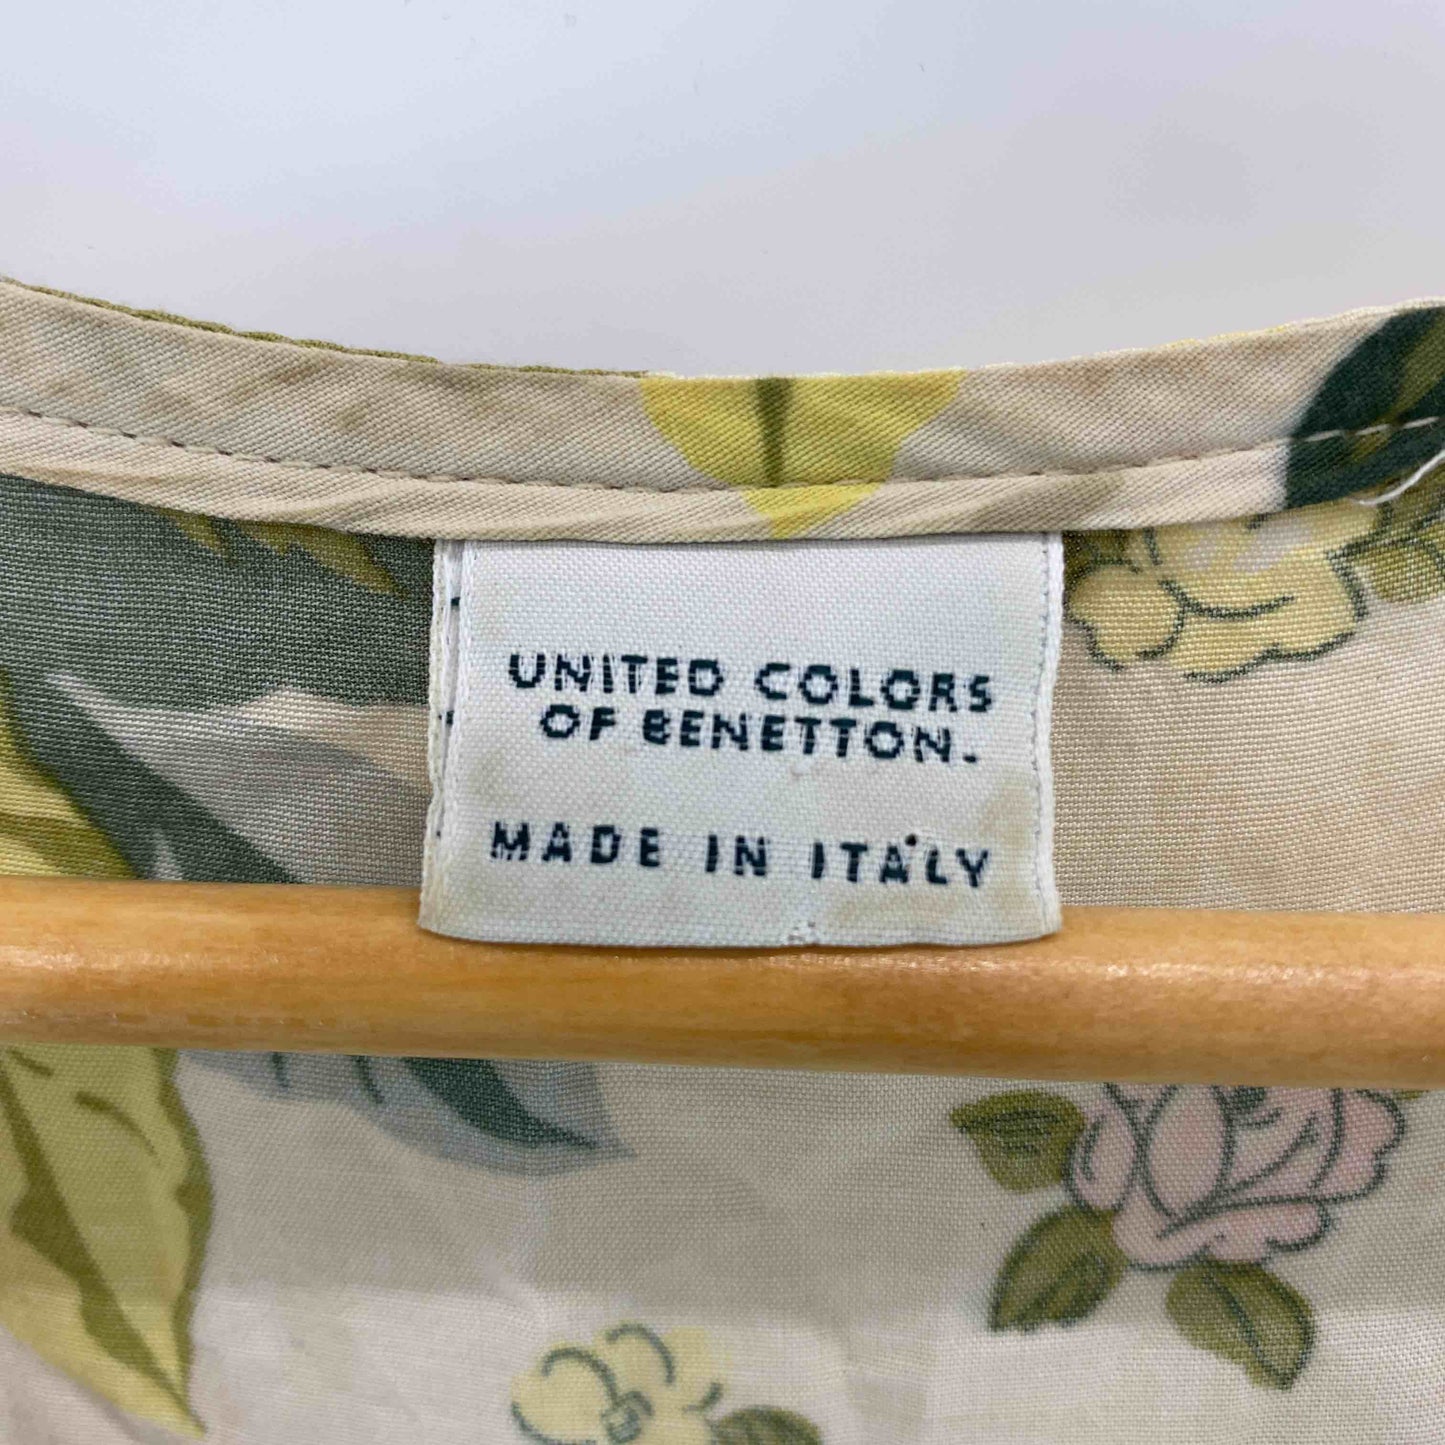 UNITED COLORS
OF BENETTON.
MADE IN ITALY